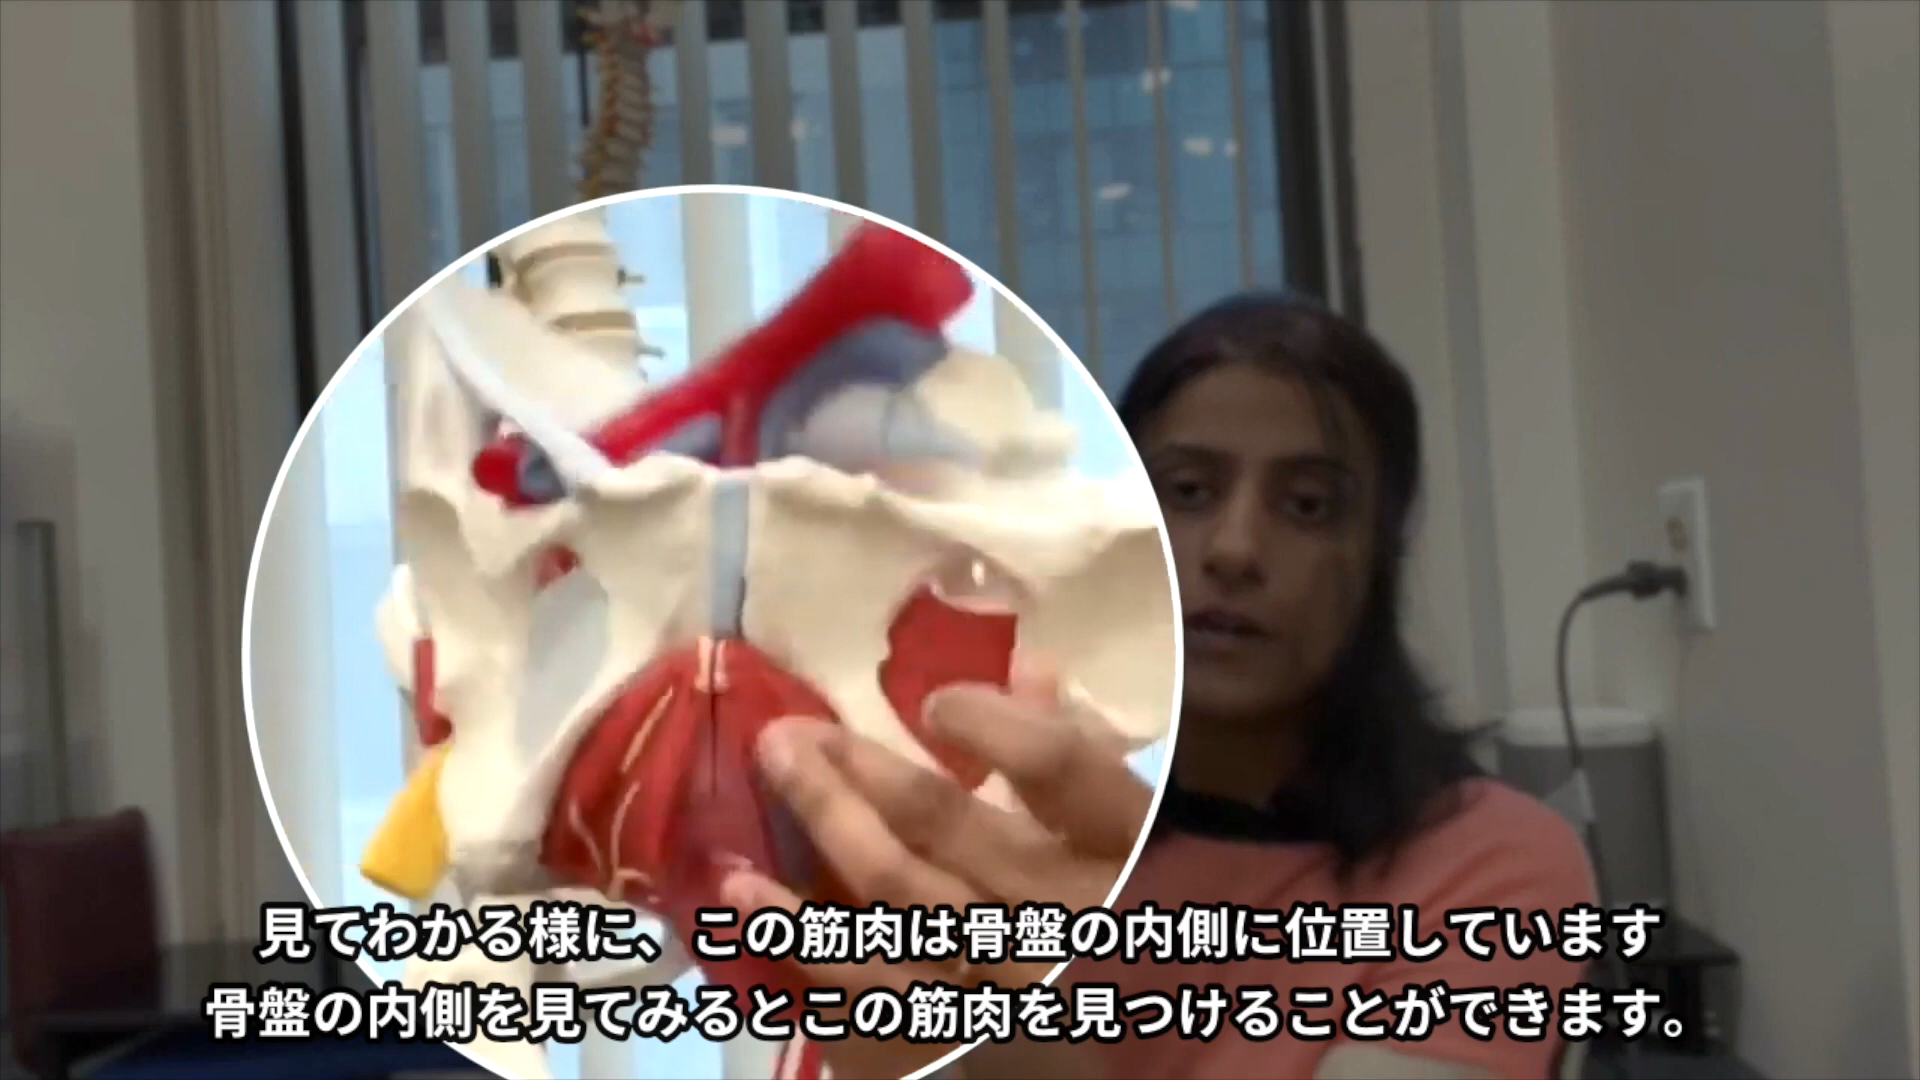 見てわかる様に、この筋肉は骨盤の内側に位置しています
骨盤の内側を見てみるとこの筋肉を見つけることができます。